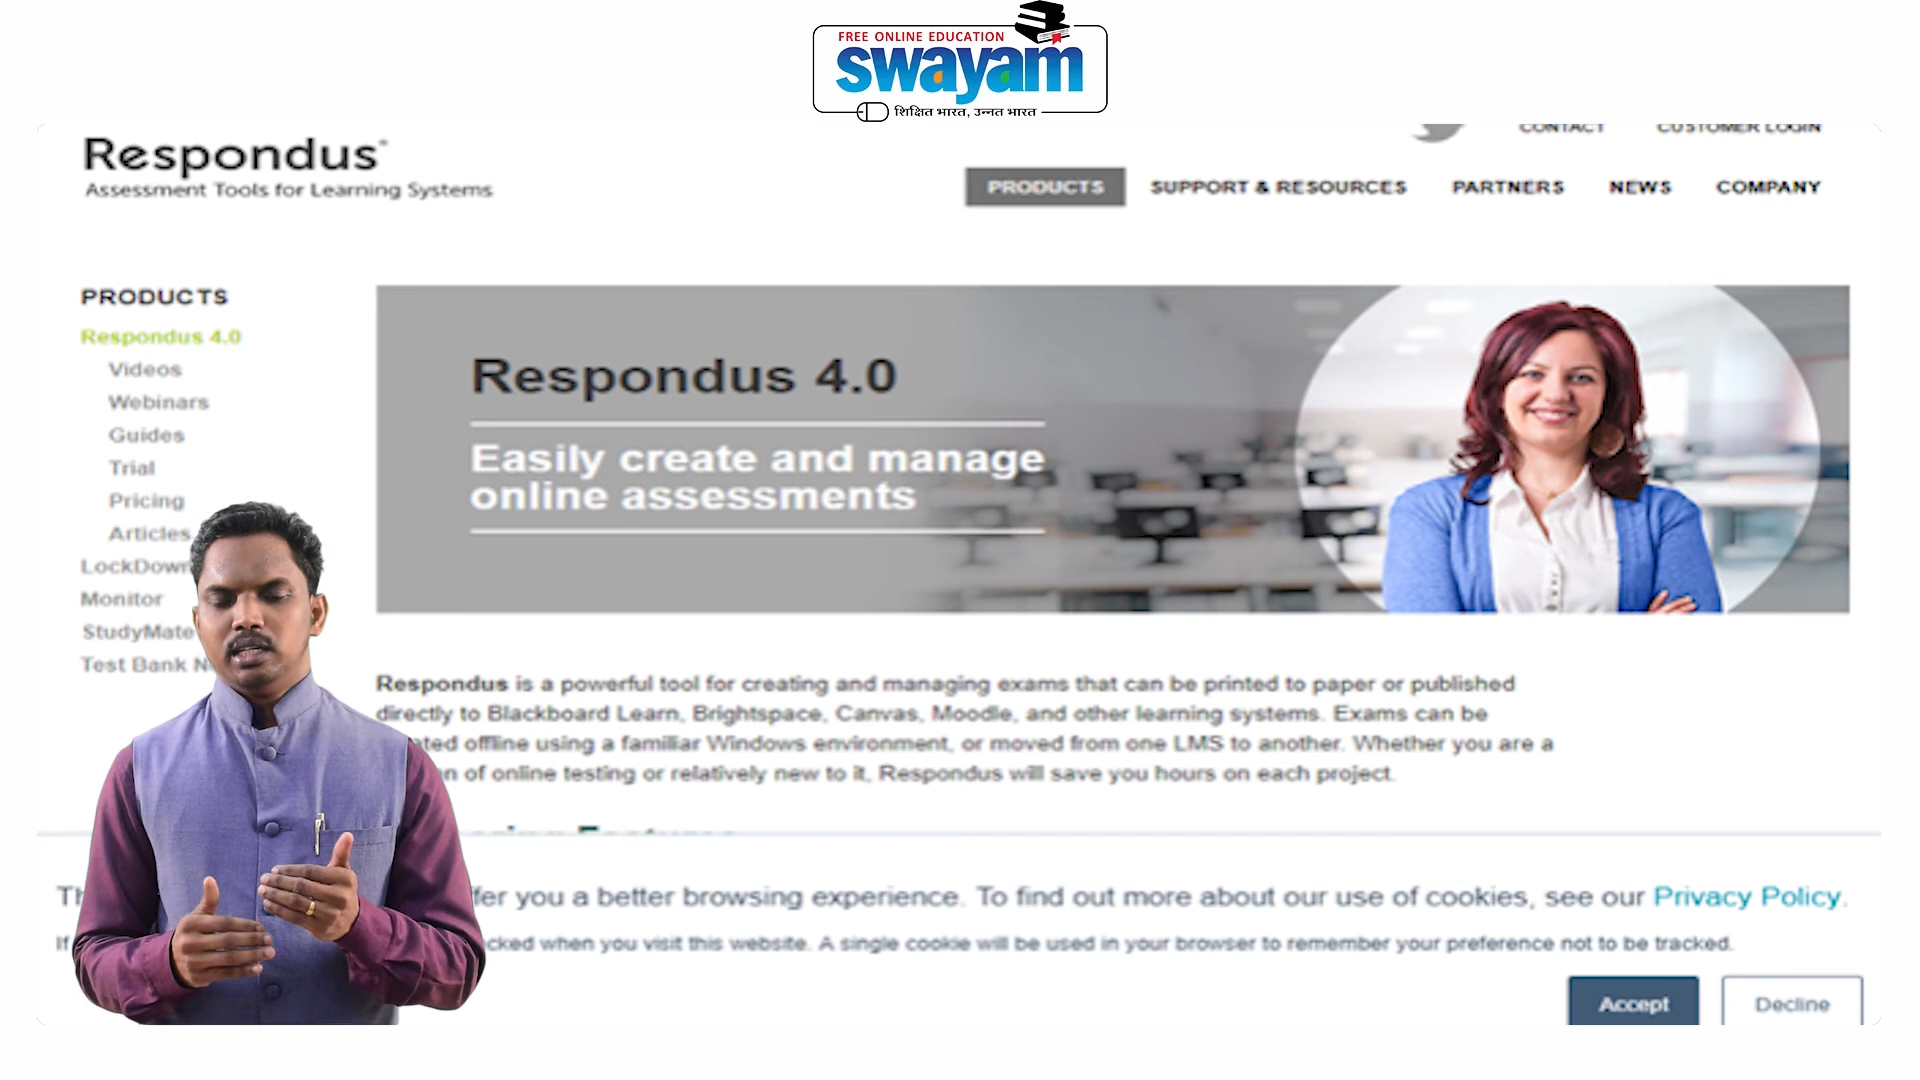 FREE ONLINE EDUCATION
swayam
शिक्षित भारत, उन्नत भारत
CONTACT CUSTOMER LOGIN
Respondus
Assessment Tools for Learning Systems
PRODUCTS SUPPORT & RESOURCES PARTNERS NEWS COMPANY
PRODUCTS
Respondus 4.0
Videos
Webinars
Guides
Trial
Pricing
Articles
LockDown
Monitor
StudyMate
Test Bank
Respondus 4.0
Easily create and manage
online assessments
Respondus is a powerful tool for creating and managing exams that can be printed to paper or published
directly to Blackboard Learn, Brightspace, Canvas, Moodle, and other learning systems. Exams can be
offline using a familiar Windows environment, or moved from one LMS to another. Whether you are a
of online testing or relatively new to it, Respondus will save you hours on each project.
you a better browsing experience. To find out more about our use of cookies, see our Privacy Policy.
If when you visit this website. A single cookie will be used in your browser to remember your preference not to be tracked.
Accept Decline